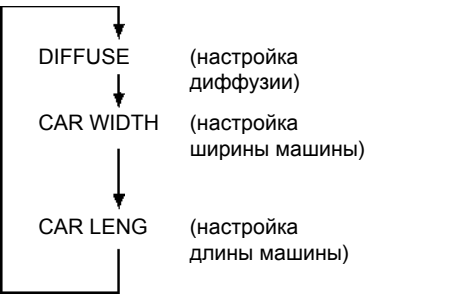 DIFFUSE (настройка
диффузии)
CAR WIDTH (настройка
ширины машины)
CAR LENG (настройка
длины машины)